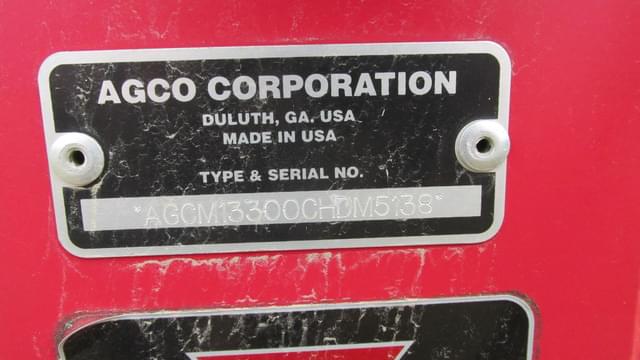 AGCO CORPORATION
DULUTH, GA. USA
MADE IN USA
TYPE & SERIAL NO.
*AGCM13300CHDM5138*